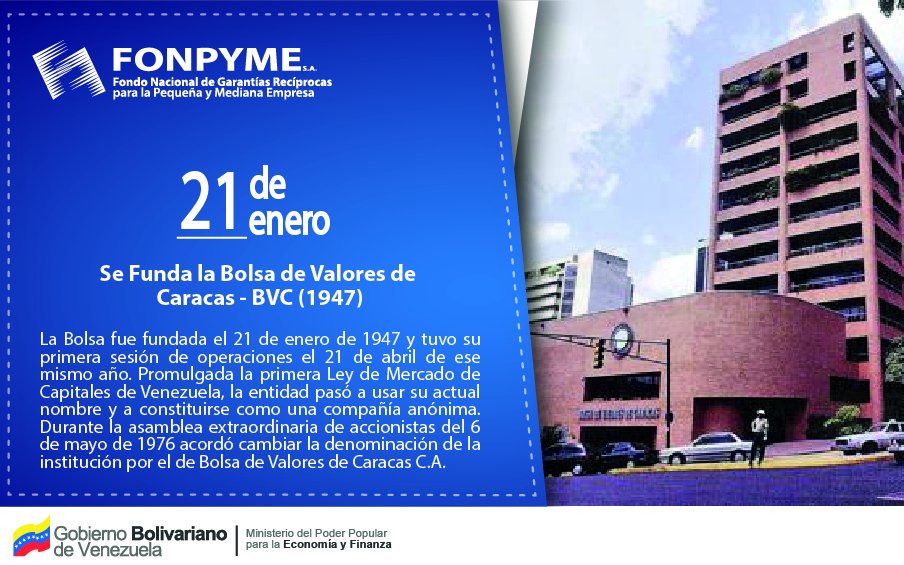 FONPYME S.A.
Fondo Nacional de Garantías Recíprocas
para la Pequeña y Mediana Empresa
21 de
enero
Se Funda la Bolsa de Valores de
Caracas - BVC (1947)
La Bolsa fue fundada el 21 de enero de 1947 y tuvo su
primera sesión de operaciones el 21 de abril de ese
mismo año. Promulgada la primera Ley de Mercado de
Capitales de Venezuela, la entidad pasó a usar su actual
nombre y a constituirse como una compañía anónima.
Durante la asamblea extraordinaria de accionistas del 6
de mayo de 1976 acordó cambiar la denominación de la
institución por el de Bolsa de Valores de Caracas C.A.
BOLSA DE VALORES DE CARACAS
Gobierno Bolivariano
de Venezuela
Ministerio del Poder Popular
para la Economía y Finanza